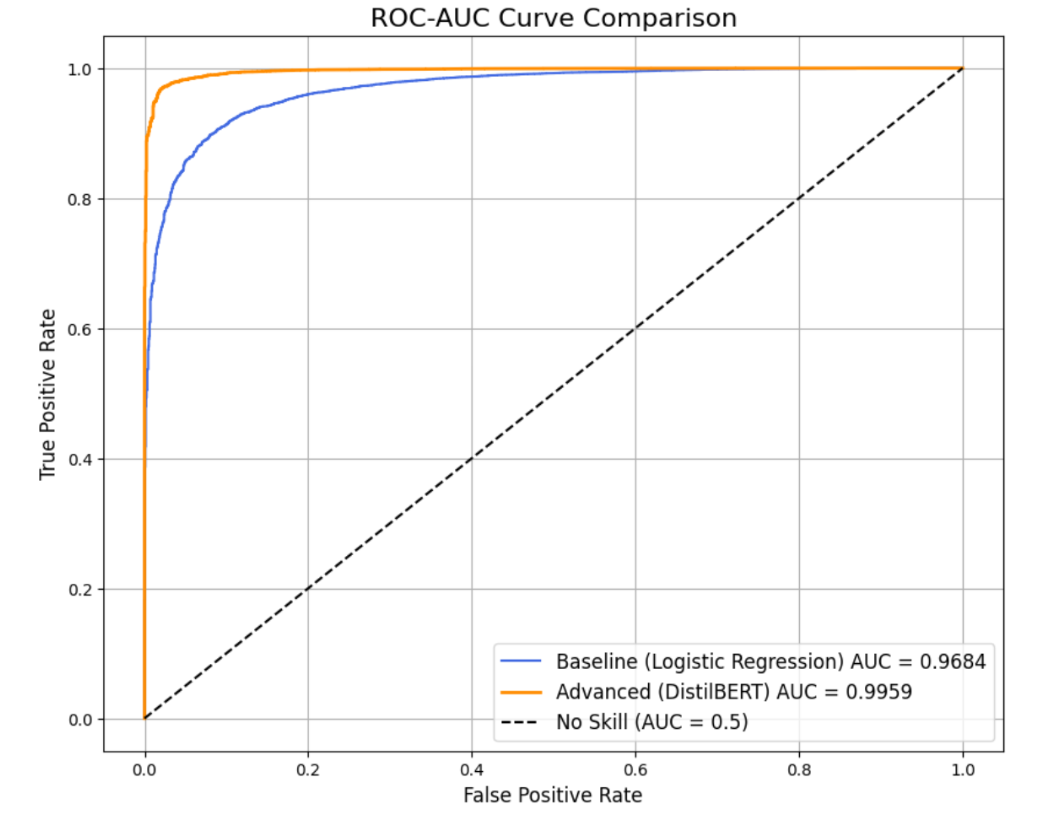 ROC-AUC Curve Comparison
1.0
0.8
0.6
0.4
0.2
0.0
True Positive Rate
Baseline (Logistic Regression) AUC = 0.9684
Advanced (DistilBERT) AUC = 0.9959
No Skill (AUC = 0.5)
0.0 0.2 0.4 0.6 0.8 1.0
False Positive Rate